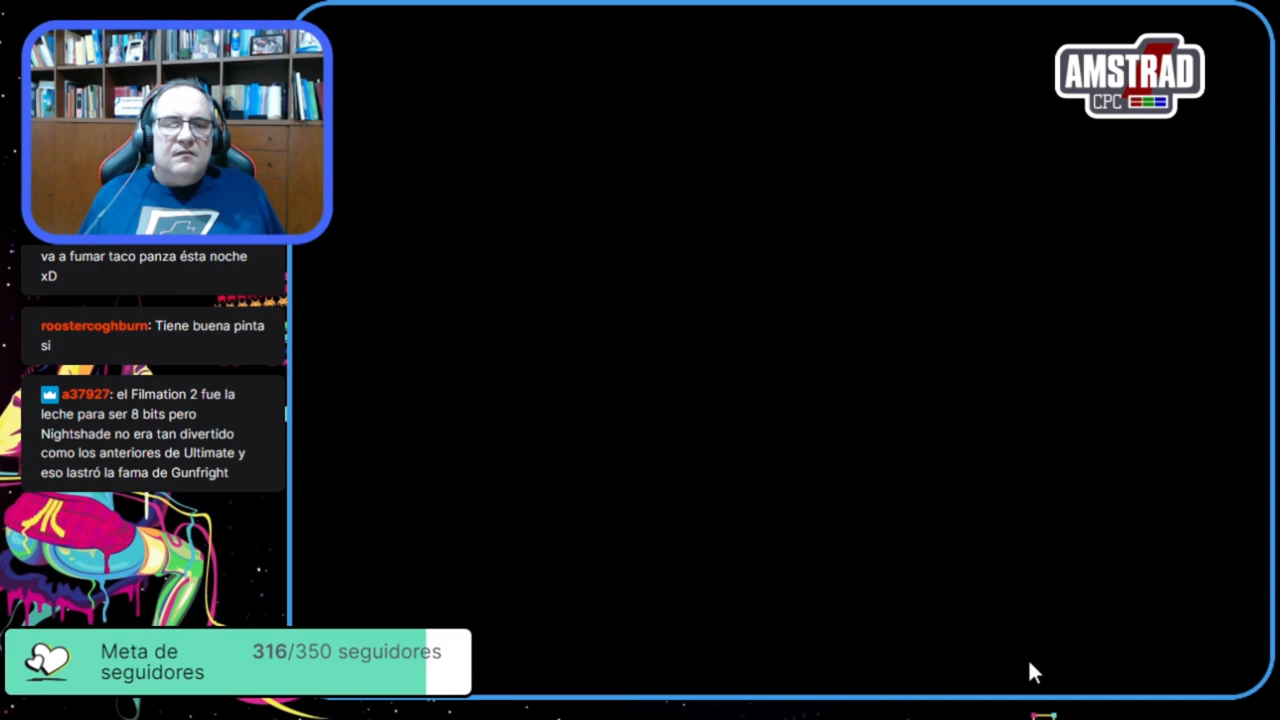 AMSTRAD
CPC
va a fumar taco panza ésta noche
xD
roostercoghburn: Tiene buena pinta
si
a37927: el Filmation 2 fue la
leche para ser 8 bits pero
Nightshade no era tan divertido
como los anteriores de Ultimate y
eso lastró la fama de Gunfright
Meta de
seguidores
316/350 seguidores